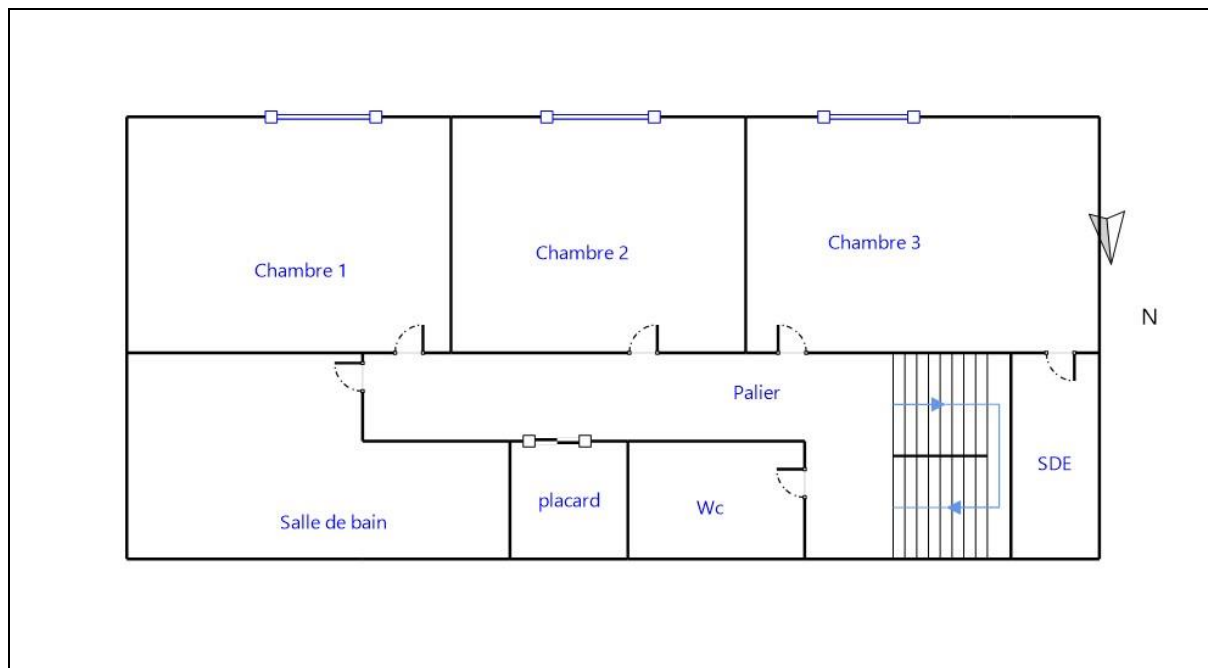 Chambre 1
Chambre 2
Chambre 3
N
Palier
SDE
placard
Wc
Salle de bain